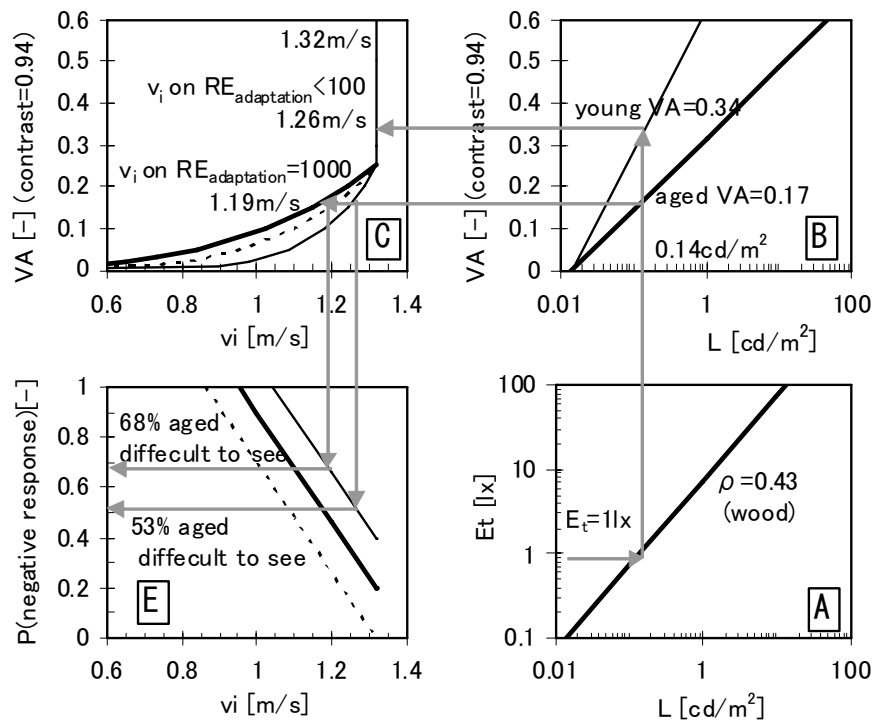 VA [-] (contrast=0.94)
0.6
0.5
0.4
0.3
0.2
0.1
0
1.32m/s
v_i on RE_adaptation<100
1.26m/s
v_i on RE_adaptation=1000
1.19m/s
C
0.6 0.8 1 1.2 1.4
vi [m/s]
VA [-] (contrast=0.94)
0.6
0.5
0.4
0.3
0.2
0.1
0
young VA=0.34
aged VA=0.17
0.14cd/m²
B
0.01 1 100
L [cd/m²]
P(negative response)[-]
1
0.8
0.6
0.4
0.2
0
68% aged
diffecult to see
53% aged
diffecult to see
E
0.6 0.8 1 1.2 1.4
vi [m/s]
Et [lx]
100
10
1
0.1
ρ=0.43
(wood)
E_t=1lx
A
0.01 1 100
L [cd/m²]